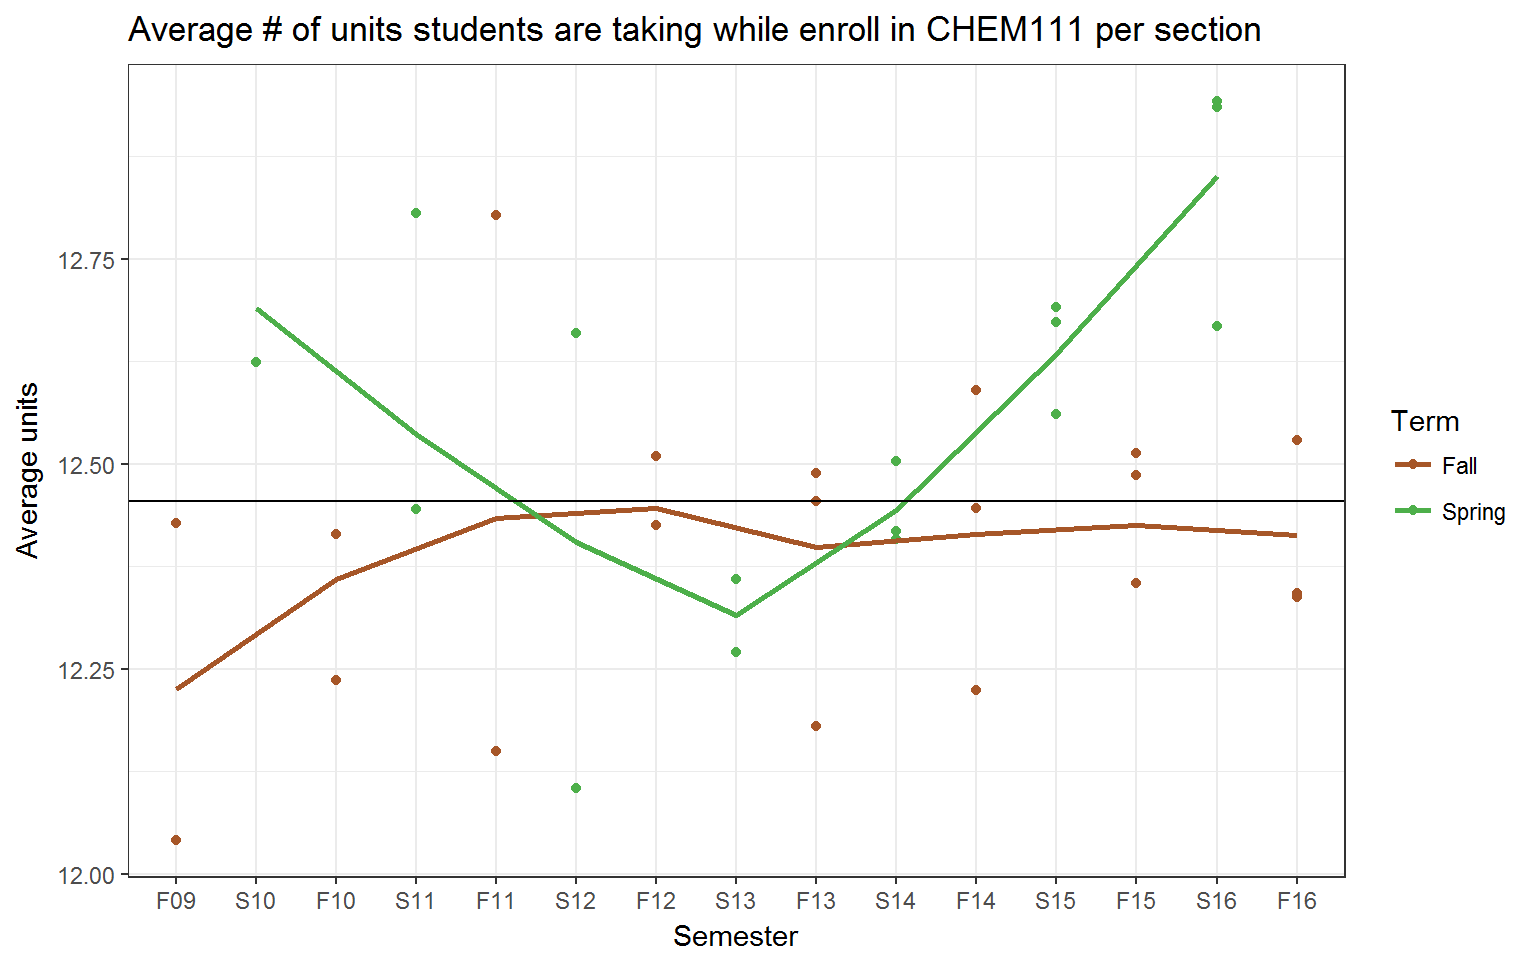 Average # of units students are taking while enroll in CHEM111 per section
Average units
12.75
12.50
12.25
12.00
F09 S10 F10 S11 F11 S12 F12 S13 F13 S14 F14 S15 F15 S16 F16
Semester
Term
Fall
Spring